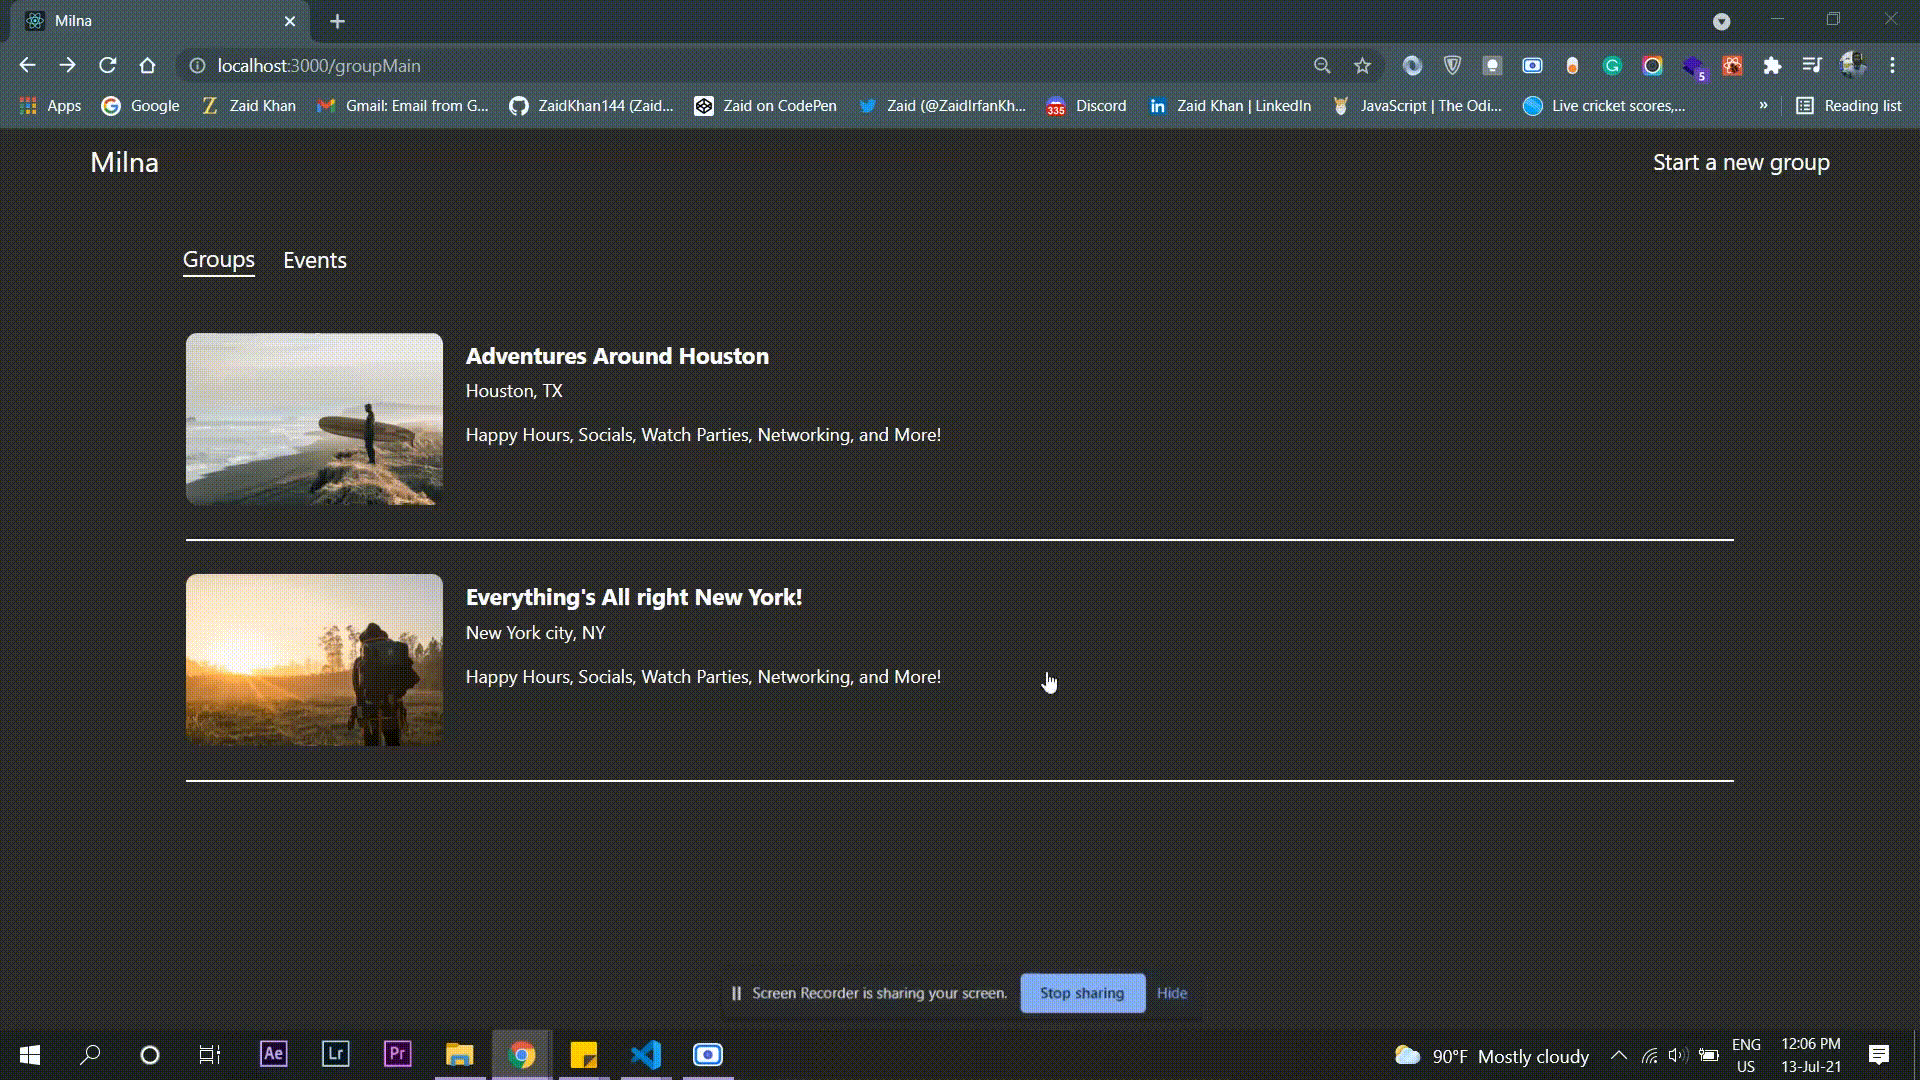 Milna
localhost:3000/groupMain
5
Apps
Google
Zaid Khan
Gmail: Email from G...
ZaidKhan144 (Zaid...
Zaid on CodePen
Zaid (@ZaidIrfanKh...
335
Discord
in
Zaid Khan | LinkedIn
JavaScript | The Odi...
Live cricket scores,...
»
Reading list
Milna
Start a new group
Groups
Events
Adventures Around Houston
Houston, TX
Happy Hours, Socials, Watch Parties, Networking, and More!
Everything's All right New York!
New York city, NY
Happy Hours, Socials, Watch Parties, Networking, and More!
Screen Recorder is sharing your screen.
Stop sharing
Hide
Ae
Lr
Pr
90°F Mostly cloudy
ENG
US
12:06 PM
13-Jul-21